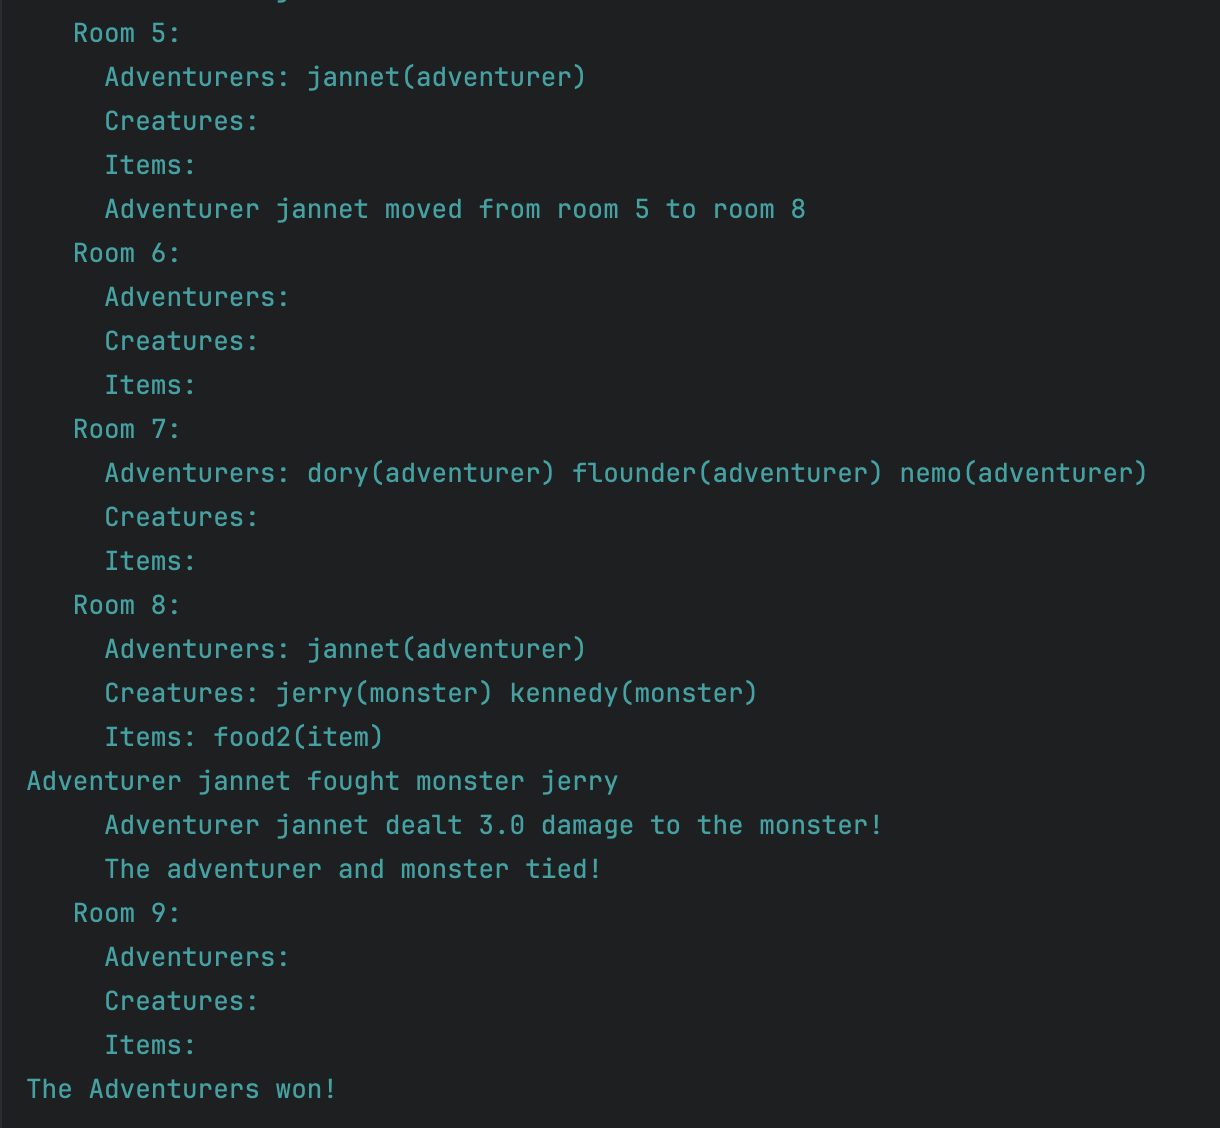 Room 5:
Adventurers: jannet(adventurer)
Creatures:
Items:
Adventurer jannet moved from room 5 to room 8
Room 6:
Adventurers:
Creatures:
Items:
Room 7:
Adventurers: dory(adventurer) flounder(adventurer) nemo(adventurer)
Creatures:
Items:
Room 8:
Adventurers: jannet(adventurer)
Creatures: jerry(monster) kennedy(monster)
Items: food2(item)
Adventurer jannet fought monster jerry
Adventurer jannet dealt 3.0 damage to the monster!
The adventurer and monster tied!
Room 9:
Adventurers:
Creatures:
Items:
The Adventurers won!